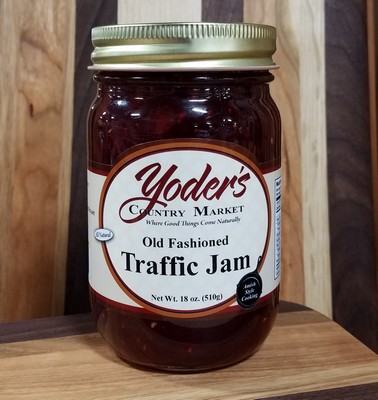 Yoder's
Country Market
Where Good Things Come Naturally
All Natural
Old Fashioned
Traffic Jam
Net Wt. 18 oz. (510g)
Amish
Style
Cooking